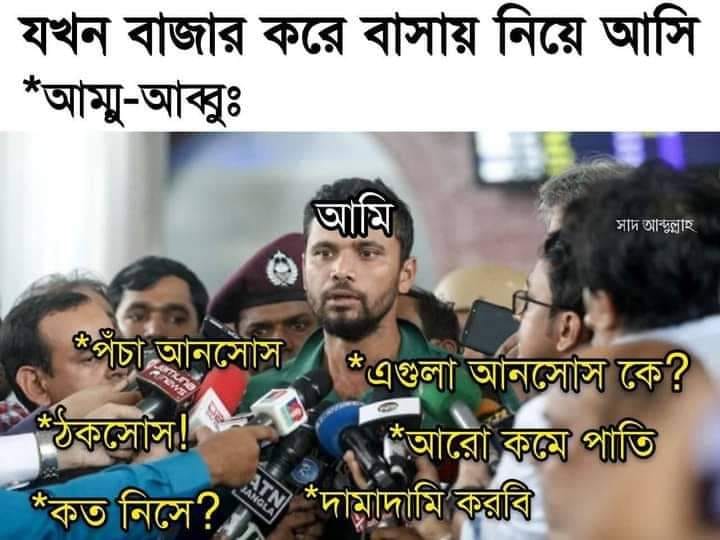 যখন বাজার করে বাসায় নিয়ে আসি
*আম্মু-আব্বুঃ
আমি
সাদ আব্দুল্লাহ
*পঁচা আনসোস
*এগুলা আনসোস কে?
*ঠকসোস!
*আরো কমে পাতি
*কত নিসে?
*দামাদামি করবি
ATN
BANGLA